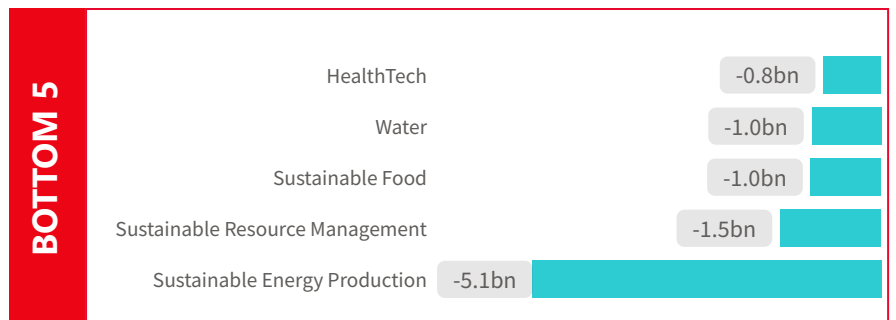 BOTTOM 5
HealthTech -0.8bn
Water -1.0bn
Sustainable Food -1.0bn
Sustainable Resource Management -1.5bn
Sustainable Energy Production -5.1bn